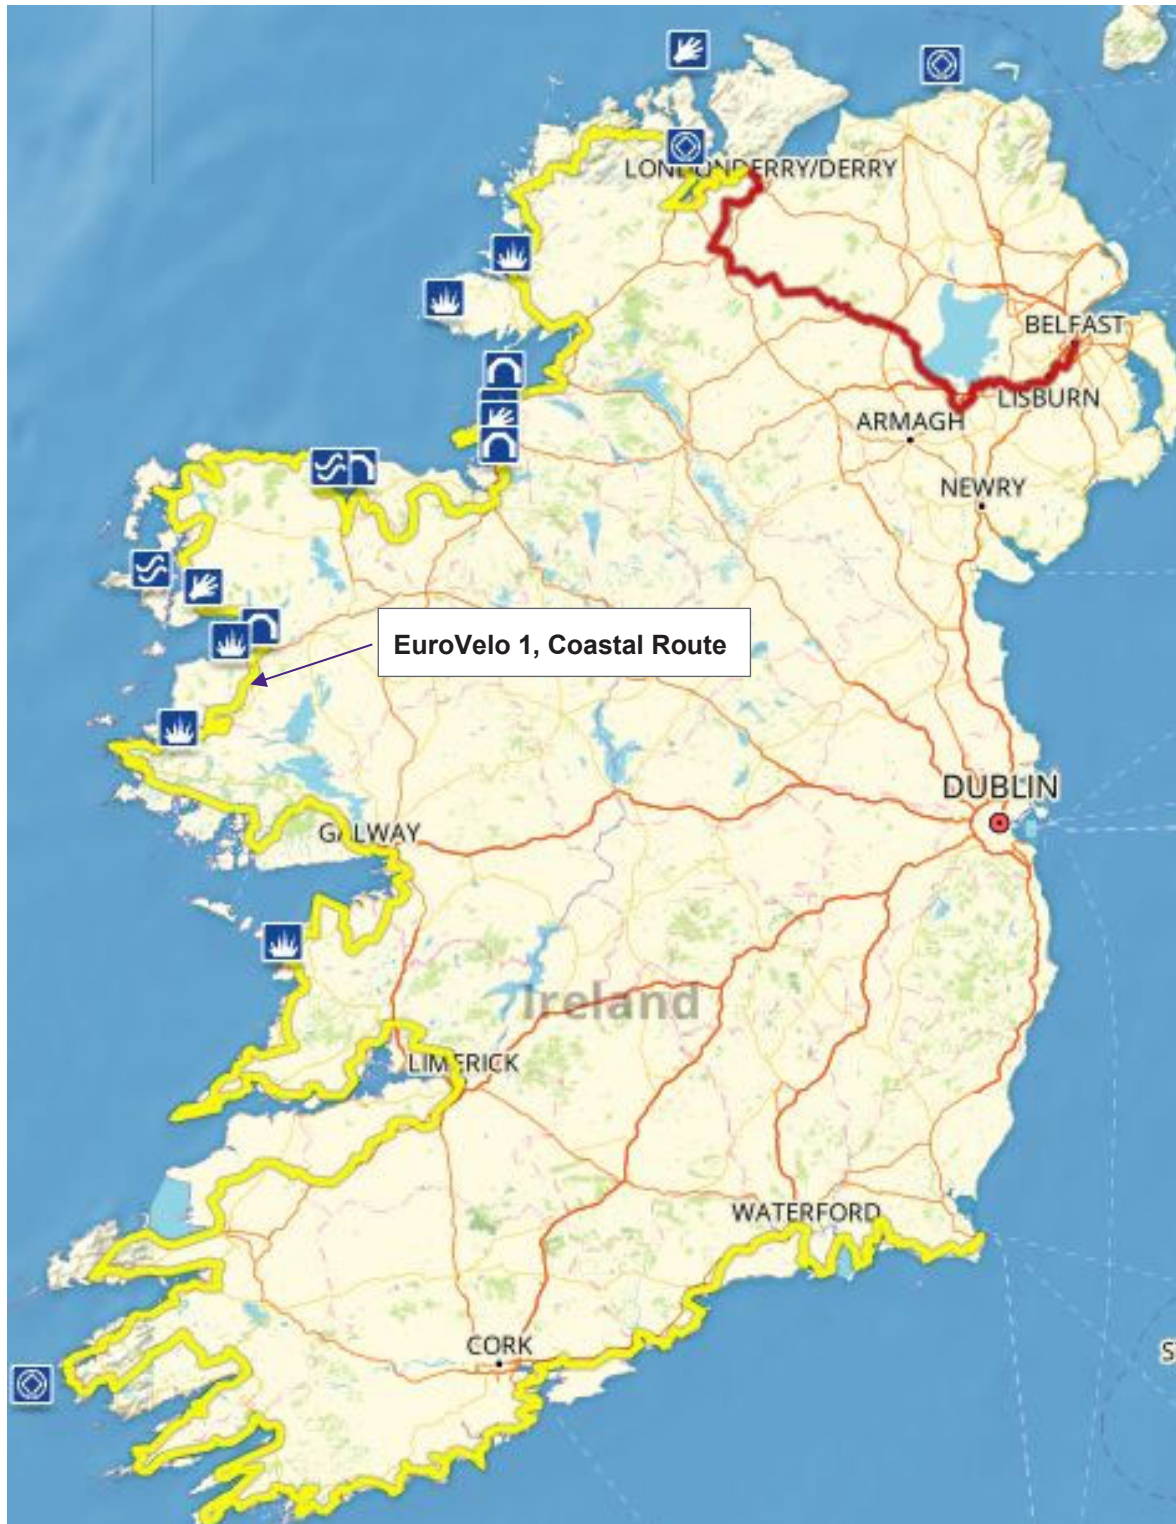 LONDONDERRY/DERRY
BELFAST
LISBURN
ARMAGH
NEWRY
EuroVelo 1, Coastal Route
DUBLIN
GALWAY
Ireland
LIMERICK
WATERFORD
CORK
S